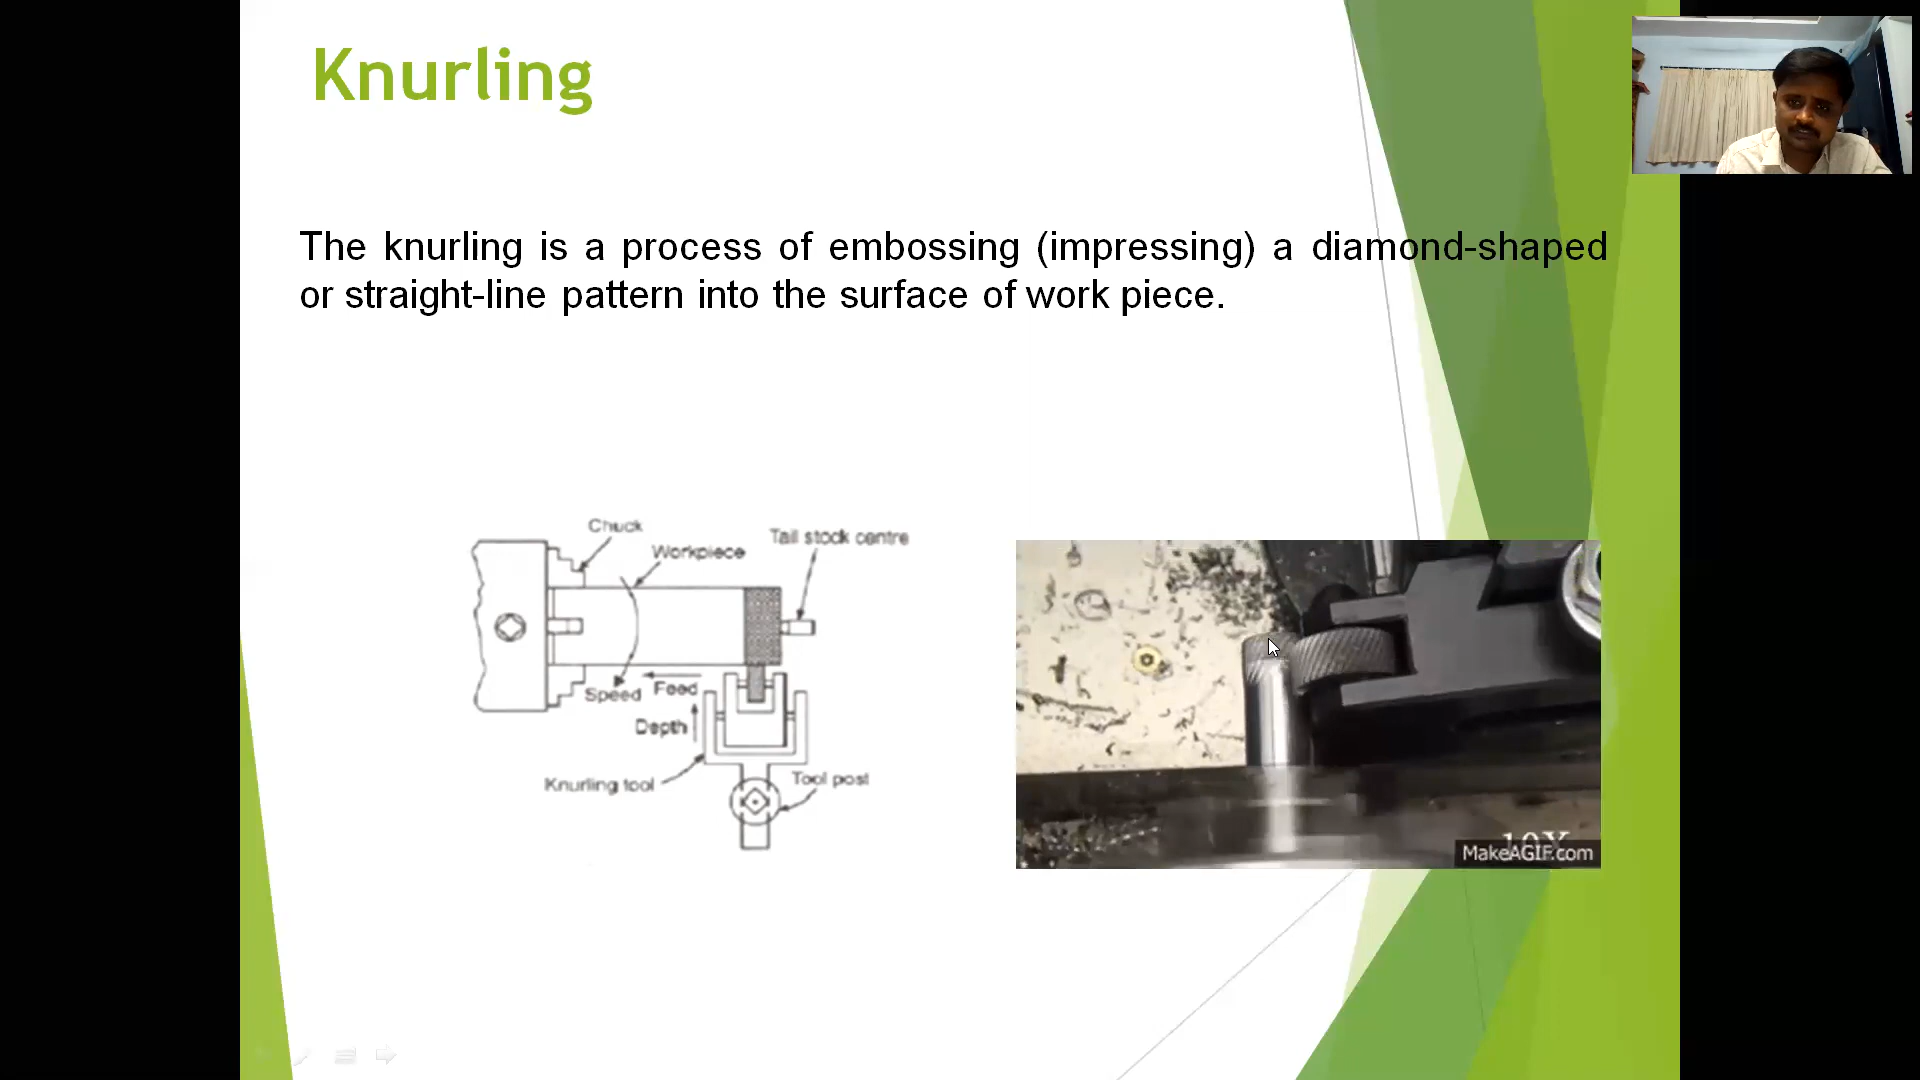 Knurling
The knurling is a process of embossing (impressing) a diamond-shaped
or straight-line pattern into the surface of work piece.
Chuck
Workpiece
Tail stock centre
Speed
Feed
Depth
Knurling tool
Tool post
10X
MakeAGIF.com